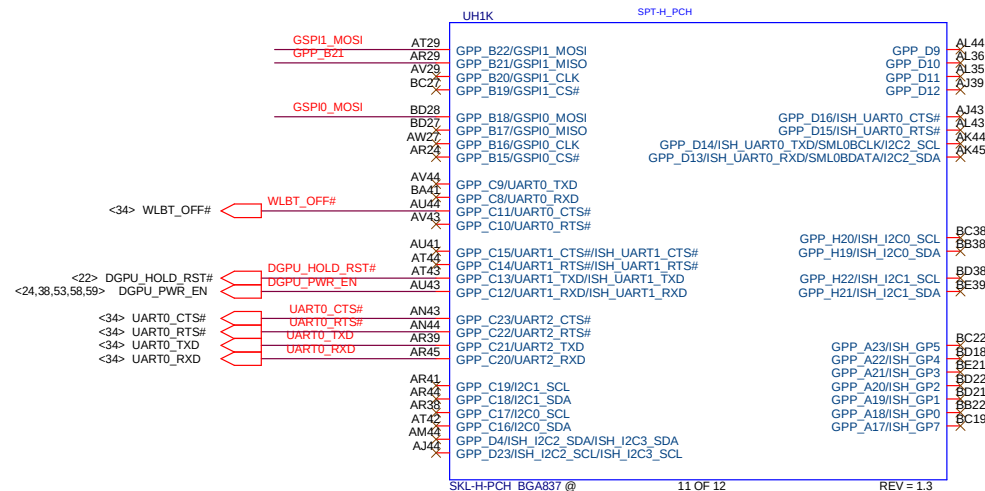 SPT-H_PCH
UH1K
GSPI1_MOSI AT29 GPP_B22/GSPI1_MOSI
GPP_B21 AR29 GPP_B21/GSPI1_MISO
AV29 GPP_B20/GSPI1_CLK
BC27 GPP_B19/GSPI1_CS#
GSPI0_MOSI BD28 GPP_B18/GSPI0_MOSI
BD27 GPP_B17/GSPI0_MISO
AW27 GPP_B16/GSPI0_CLK
AR24 GPP_B15/GSPI0_CS#
AV44 GPP_C9/UART0_TXD
BA41 GPP_C8/UART0_RXD
<34> WLBT_OFF# WLBT_OFF# AU44 GPP_C11/UART0_CTS#
AV43 GPP_C10/UART0_RTS#
AU41 GPP_C15/UART1_CTS#/ISH_UART1_CTS#
AT44 GPP_C14/UART1_RTS#/ISH_UART1_RTS#
<22> DGPU_HOLD_RST# DGPU_HOLD_RST# AT43 GPP_C13/UART1_TXD/ISH_UART1_TXD
<24,38,53,58,59> DGPU_PWR_EN DGPU_PWR_EN AU43 GPP_C12/UART1_RXD/ISH_UART1_RXD
<34> UART0_CTS# UART0_CTS# AN43 GPP_C23/UART2_CTS#
<34> UART0_RTS# UART0_RTS# AN44 GPP_C22/UART2_RTS#
<34> UART0_TXD UART0_TXD AR39 GPP_C21/UART2_TXD
<34> UART0_RXD UART0_RXD AR45 GPP_C20/UART2_RXD
AR41 GPP_C19/I2C1_SCL
AR44 GPP_C18/I2C1_SDA
AR38 GPP_C17/I2C0_SCL
AT42 GPP_C16/I2C0_SDA
AM44 GPP_D4/ISH_I2C2_SDA/ISH_I2C3_SDA
AJ44 GPP_D23/ISH_I2C2_SCL/ISH_I2C3_SCL
GPP_D9 AL44
GPP_D10 AL36
GPP_D11 AL35
GPP_D12 AJ39
GPP_D16/ISH_UART0_CTS# AJ43
GPP_D15/ISH_UART0_RTS# AL43
GPP_D14/ISH_UART0_TXD/SML0BCLK/I2C2_SCL AK44
GPP_D13/ISH_UART0_RXD/SML0BDATA/I2C2_SDA AK45
GPP_H20/ISH_I2C0_SCL BC38
GPP_H19/ISH_I2C0_SDA BB38
GPP_H22/ISH_I2C1_SCL BD38
GPP_H21/ISH_I2C1_SDA BE39
GPP_A23/ISH_GP5 BC22
GPP_A22/ISH_GP4 BD18
GPP_A21/ISH_GP3 BE21
GPP_A20/ISH_GP2 BD22
GPP_A19/ISH_GP1 BD21
GPP_A18/ISH_GP0 BB22
GPP_A17/ISH_GP7 BC19
SKL-H-PCH_BGA837 @ 11 OF 12 REV = 1.3